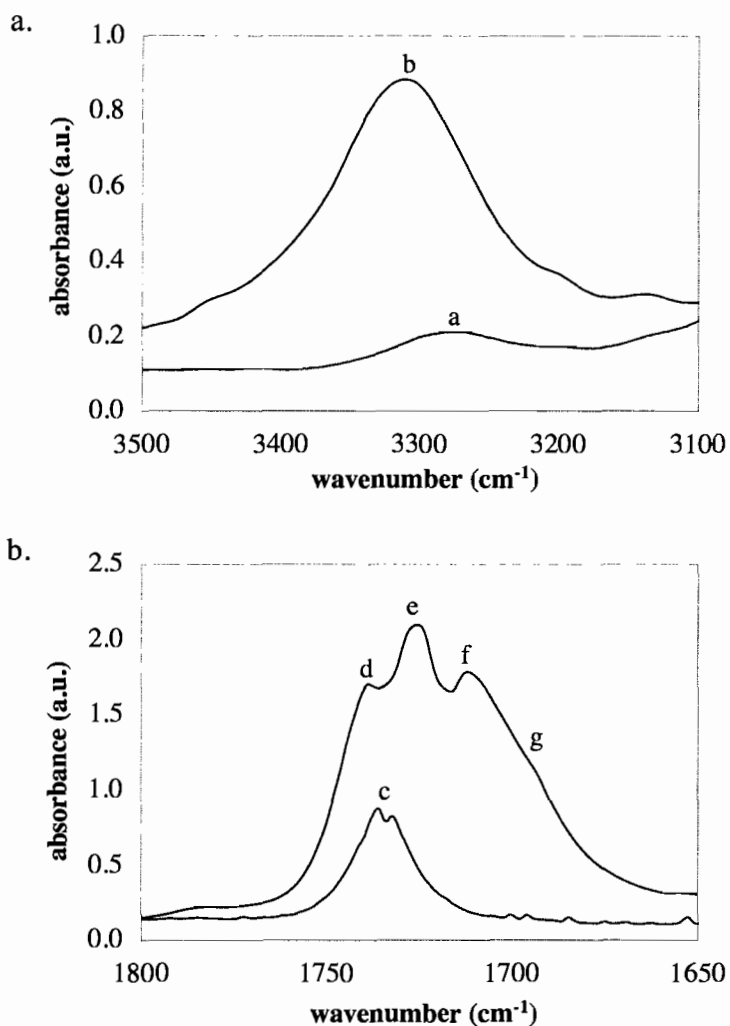 a.
1.0
b
0.8
0.6
0.4
a
0.2
0.0
absorbance (a.u.)
3500 3400 3300 3200 3100
wavenumber (cm-1)
b.
2.5
e
2.0
d
f
1.5
g
c
1.0
0.5
0.0
absorbance (a.u.)
1800 1750 1700 1650
wavenumber (cm-1)